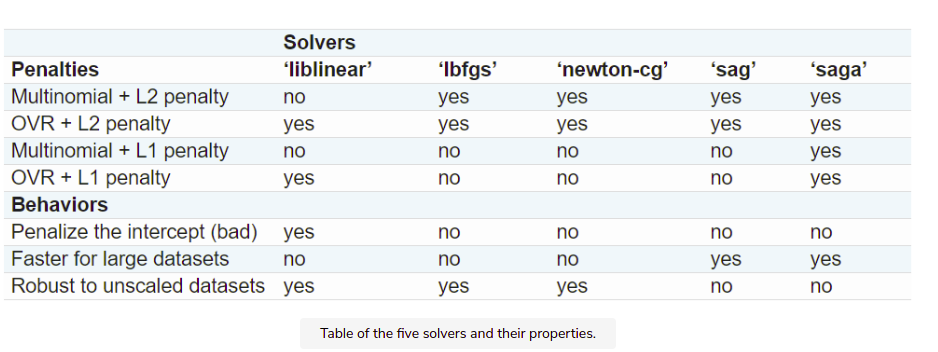 Solvers
Penalties ‘liblinear’ ‘lbfgs’ ‘newton-cg’ ‘sag’ ‘saga’
Multinomial + L2 penalty no yes yes yes yes
OVR + L2 penalty yes yes yes yes yes
Multinomial + L1 penalty no no no no yes
OVR + L1 penalty yes no no no yes
Behaviors
Penalize the intercept (bad) yes no no no no
Faster for large datasets no no no yes yes
Robust to unscaled datasets yes yes yes no no
Table of the five solvers and their properties.